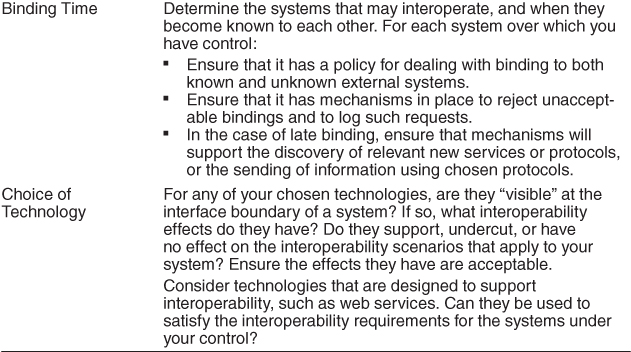 Binding Time
Determine the systems that may interoperate, and when they
become known to each other. For each system over which you
have control:
▪ Ensure that it has a policy for dealing with binding to both
known and unknown external systems.
▪ Ensure that it has mechanisms in place to reject unaccept-
able bindings and to log such requests.
▪ In the case of late binding, ensure that mechanisms will
support the discovery of relevant new services or protocols,
or the sending of information using chosen protocols.
Choice of
Technology
For any of your chosen technologies, are they “visible” at the
interface boundary of a system? If so, what interoperability
effects do they have? Do they support, undercut, or have
no effect on the interoperability scenarios that apply to your
system? Ensure the effects they have are acceptable.
Consider technologies that are designed to support
interoperability, such as web services. Can they be used to
satisfy the interoperability requirements for the systems under
your control?